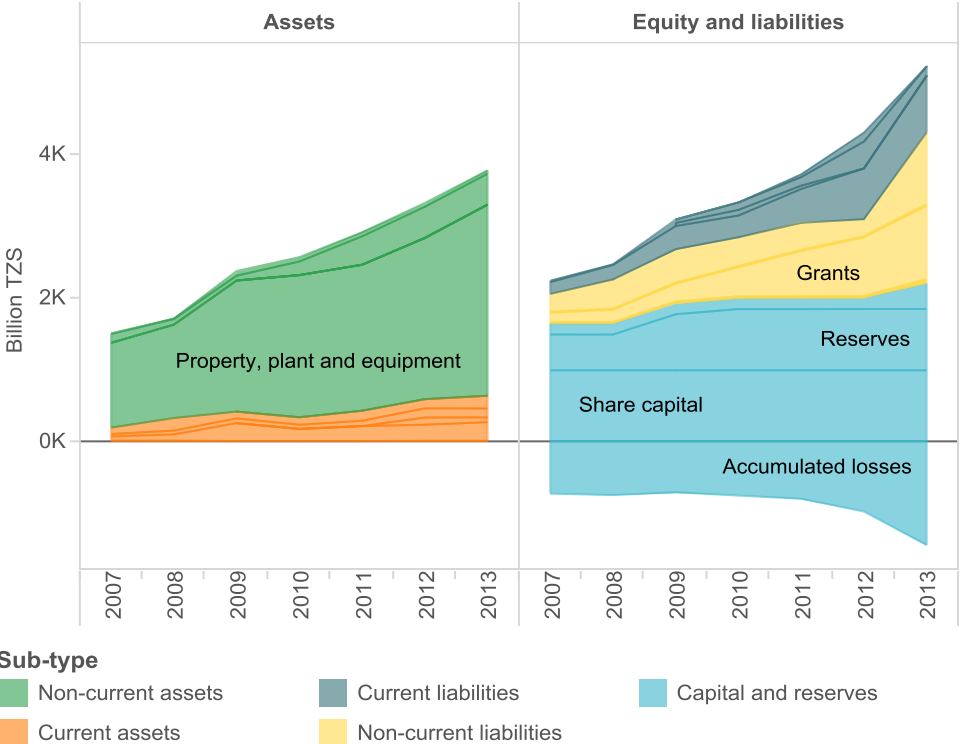 Assets
Equity and liabilities
Billion TZS
4K
2K
0K
Property, plant and equipment
Grants
Reserves
Share capital
Accumulated losses
2007 2008 2009 2010 2011 2012 2013
2007 2008 2009 2010 2011 2012 2013
Sub-type
Non-current assets
Current liabilities
Capital and reserves
Current assets
Non-current liabilities